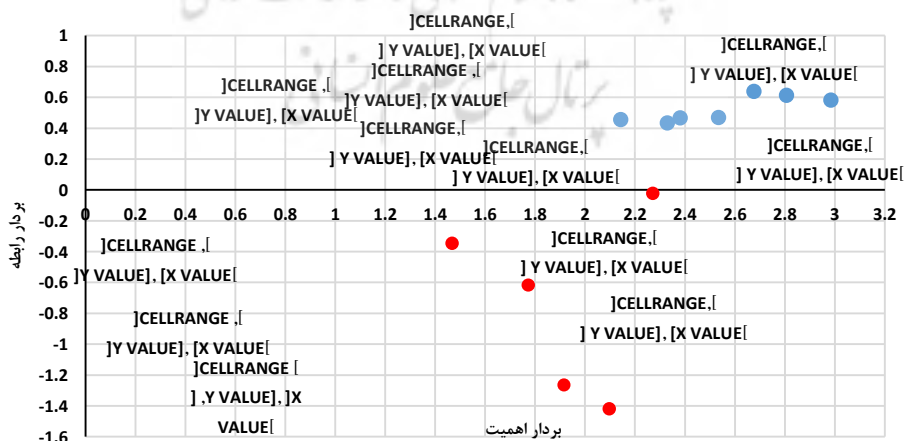 ]CELLRANGE,[
] Y VALUE], [X VALUE[
]CELLRANGE ,[
]Y VALUE], [X VALUE[
]CELLRANGE,[
] Y VALUE], [X VALUE[
]CELLRANGE ,[
]Y VALUE], [X VALUE[
]CELLRANGE,[
] Y VALUE], [X VALUE[
]CELLRANGE,[
] Y VALUE], [X VALUE[
]CELLRANGE,[
] Y VALUE], [X VALUE[
پرتال جامع علوم انسانی
1
0.8
0.6
0.4
0.2
0
-0.2
-0.4
-0.6
-0.8
-1
-1.2
-1.4
-1.6
0 0.2 0.4 0.6 0.8 1 1.2 1.4 1.6 1.8 2 2.2 2.4 2.6 2.8 3 3.2
بردار رابطه
]CELLRANGE ,[
]Y VALUE], [X VALUE[
]CELLRANGE,[
] Y VALUE], [X VALUE[
]CELLRANGE ,[
]Y VALUE], [X VALUE[
]CELLRANGE,[
] Y VALUE], [X VALUE[
]CELLRANGE [
] ,Y VALUE], ]X
VALUE[
بردار اهمیت